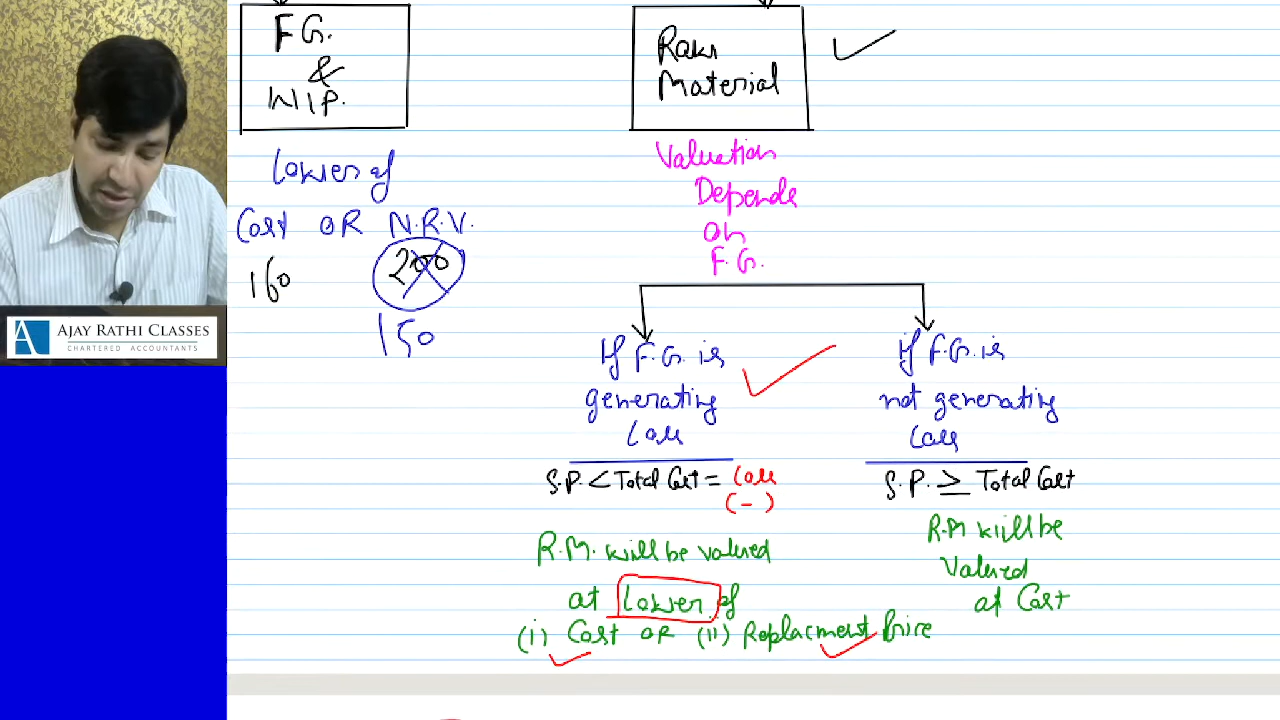 F G.
&
WIP.
Lower of
Cost OR N.R.V.
160
200
150
AJAY RATHI CLASSES
CHARTERED ACCOUNTANTS
Raw
Material
Valuation
Depends
on
F.G.
If F.G. is
generating
Loss
S.P. < Total Cost = Loss
(-)
R.M. will be valued
at Lower of
(i) Cost OR (ii) Replacment Price
If F.G. is
not generating
Loss
S.P. ≥ Total Cost
R.M will be
Valued
at Cost